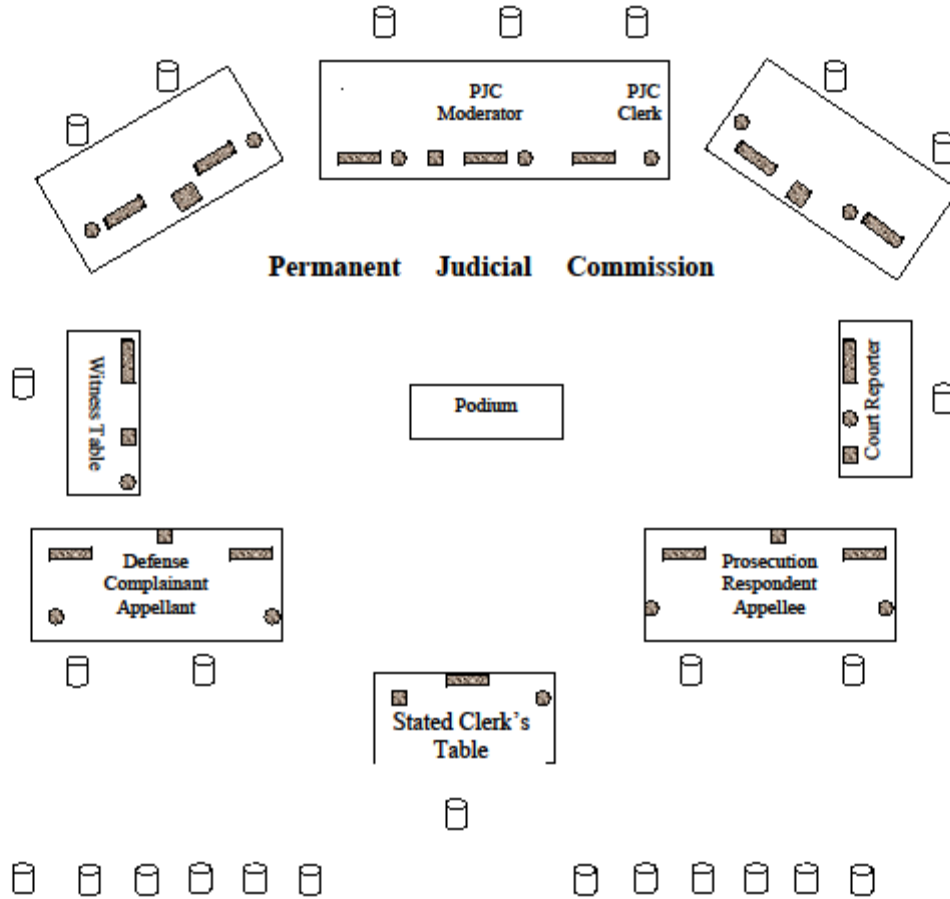 PJC
Moderator
PJC
Clerk
Permanent Judicial Commission
Witness Table
Podium
Court Reporter
Defense
Complainant
Appellant
Prosecution
Respondent
Appellee
Stated Clerk's
Table